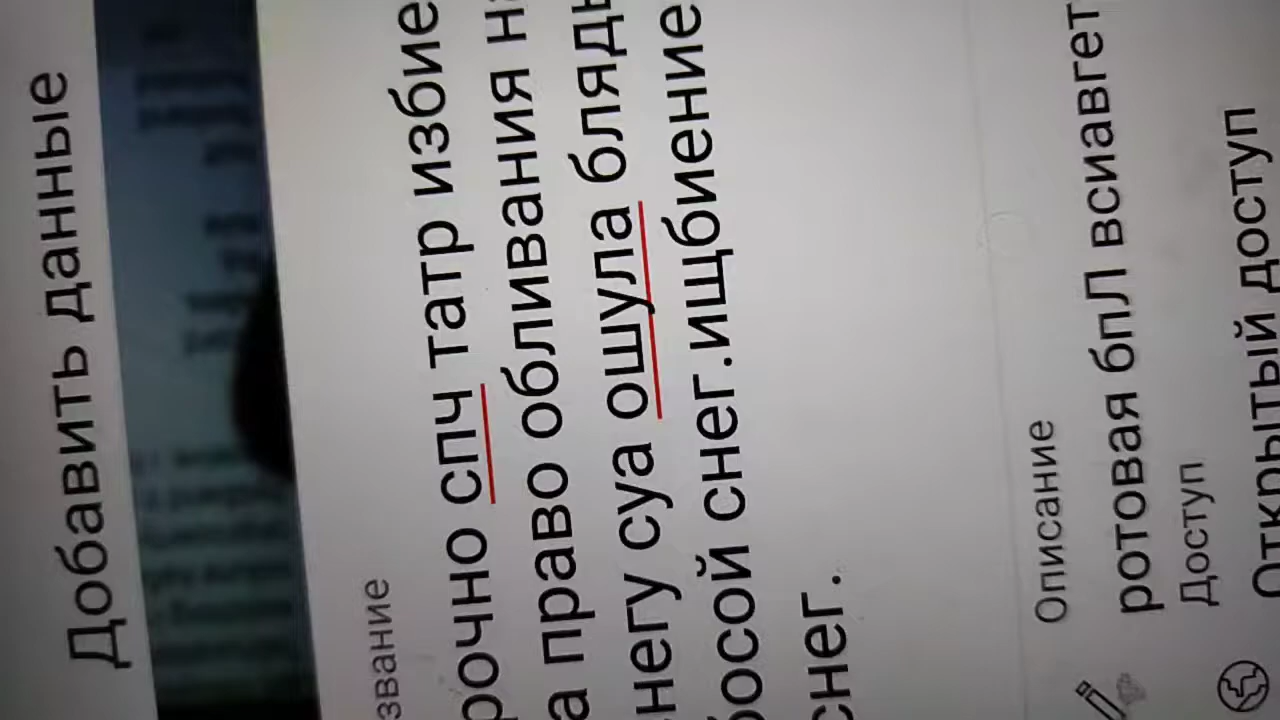 Добавить данные
звание
рочно спч татр избие
а право обливания н
негу суа ошула блядь
босой снег.ищбиение
снег.
Описание
ротовая бпЛ всиавгет
Доступ
Открытый доступ